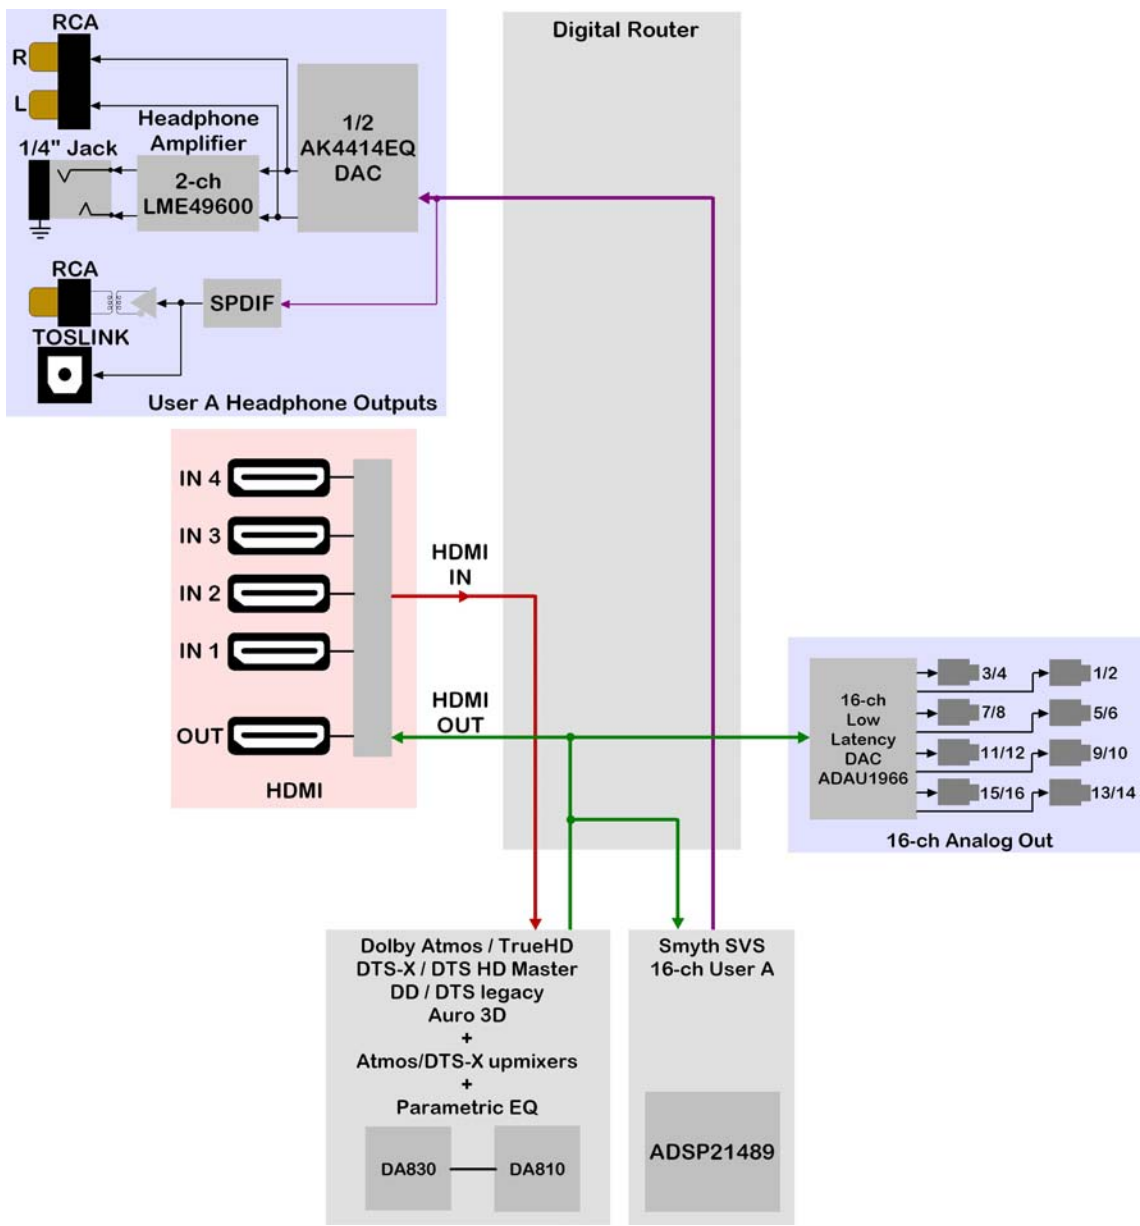 RCA
R
L
1/4" Jack
Headphone
Amplifier
2-ch
LME49600
1/2
AK4414EQ
DAC
RCA
SPDIF
TOSLINK
User A Headphone Outputs
Digital Router
IN 4
IN 3
IN 2
IN 1
OUT
HDMI
HDMI
IN
HDMI
OUT
16-ch
Low
Latency
DAC
ADAU1966
3/4
1/2
7/8
5/6
11/12
9/10
15/16
13/14
16-ch Analog Out
Dolby Atmos / TrueHD
DTS-X / DTS HD Master
DD / DTS legacy
Auro 3D
+
Atmos/DTS-X upmixers
+
Parametric EQ
DA830
DA810
Smyth SVS
16-ch User A
ADSP21489